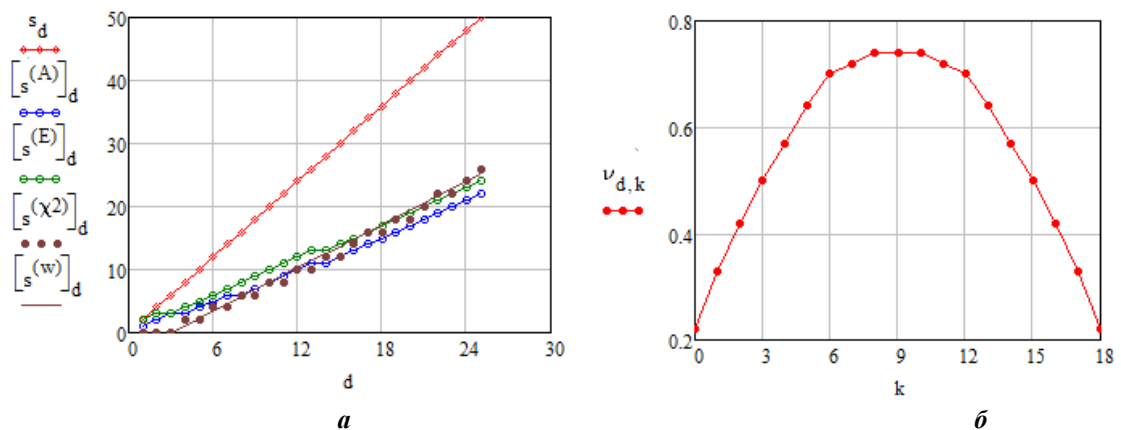 s_d
[s^(A)]_d
[s^(E)]_d
[s^(χ2)]_d
[s^(w)]_d
50
40
30
20
10
0
0 6 12 18 24 30
d
а
ν_d,k
0.8
0.6
0.4
0.2
0 3 6 9 12 15 18
k
б